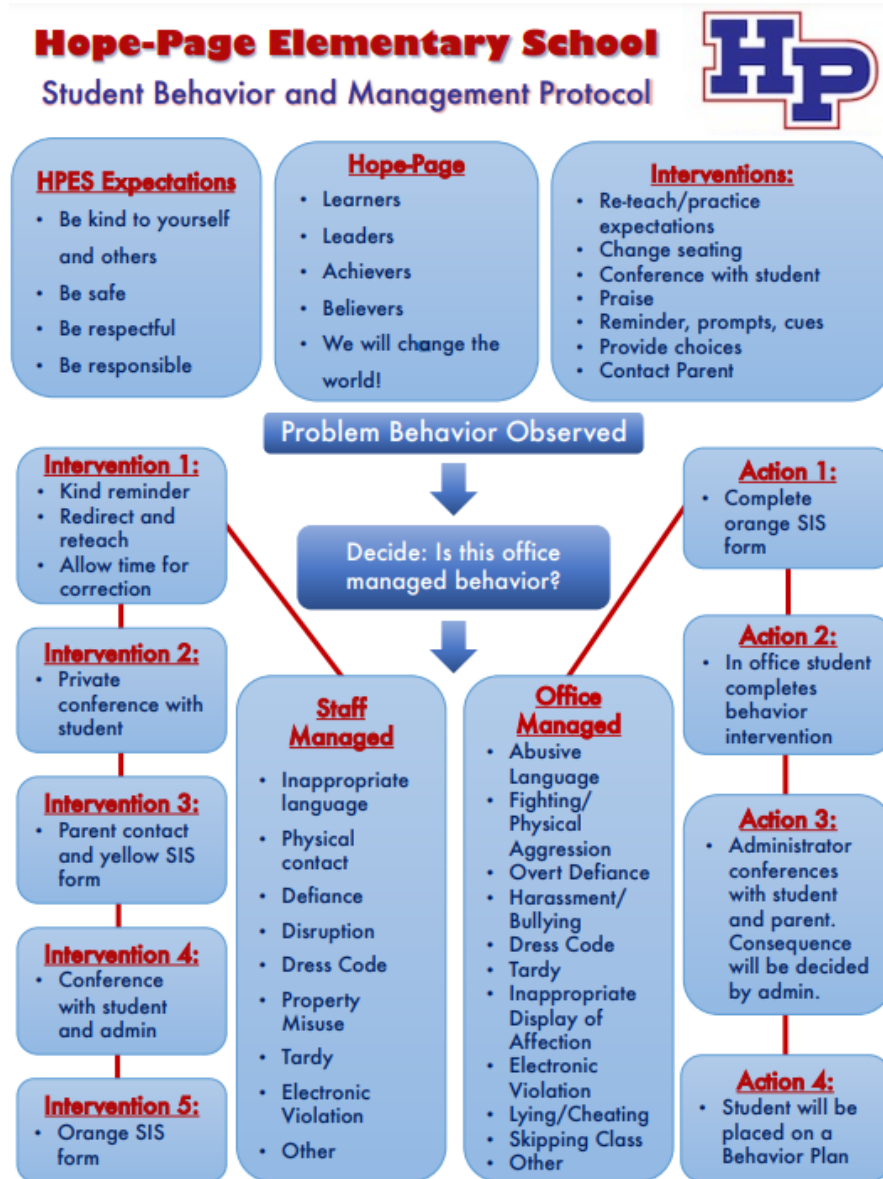 Hope-Page Elementary School
Student Behavior and Management Protocol
HP
HPES Expectations
• Be kind to yourself
and others
• Be safe
• Be respectful
• Be responsible
Hope-Page
• Learners
• Leaders
• Achievers
• Believers
• We will change the
world!
Interventions:
• Re-teach/practice
expectations
• Change seating
• Conference with student
• Praise
• Reminder, prompts, cues
• Provide choices
• Contact Parent
Problem Behavior Observed
Decide: Is this office
managed behavior?
Intervention 1:
• Kind reminder
• Redirect and
reteach
• Allow time for
correction
Intervention 2:
• Private
conference with
student
Intervention 3:
• Parent contact
and yellow SIS
form
Intervention 4:
• Conference
with student
and admin
Intervention 5:
• Orange SIS
form
Staff
Managed
• Inappropriate
language
• Physical
contact
• Defiance
• Disruption
• Dress Code
• Property
Misuse
• Tardy
• Electronic
Violation
• Other
Office
Managed
• Abusive
Language
• Fighting/
Physical
Aggression
• Overt Defiance
• Harassment/
Bullying
• Dress Code
• Tardy
• Inappropriate
Display of
Affection
• Electronic
Violation
• Lying/Cheating
• Skipping Class
• Other
Action 1:
• Complete
orange SIS
form
Action 2:
• In office student
completes
behavior
intervention
Action 3:
• Administrator
conferences
with student
and parent.
Consequence
will be decided
by admin.
Action 4:
• Student will be
placed on a
Behavior Plan